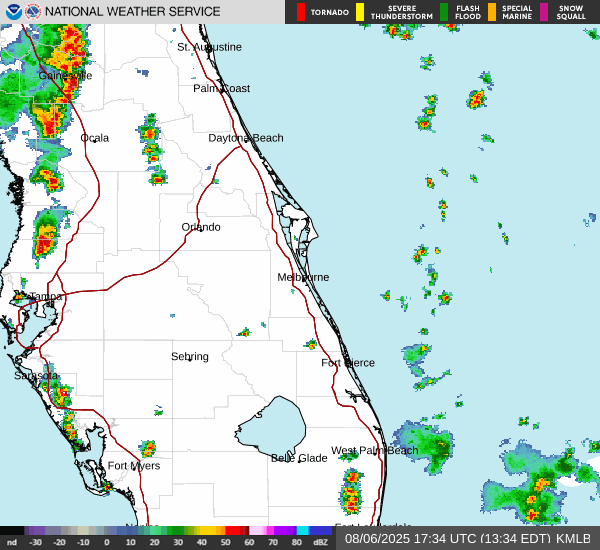 NATIONAL WEATHER SERVICE
TORNADO
SEVERE
THUNDERSTORM
FLASH
FLOOD
SPECIAL
MARINE
SNOW
SQUALL
St. Augustine
Gainesville
Palm Coast
Ocala
Daytona Beach
Orlando
Melbourne
Tampa
Sebring
Fort Pierce
Sarasota
West Palm Beach
Belle Glade
Fort Myers
Fort Lauderdale
nd -30 -20 -10 0 10 20 30 40 50 60 70 80 dBZ
08/06/2025 17:34 UTC (13:34 EDT) KMLB